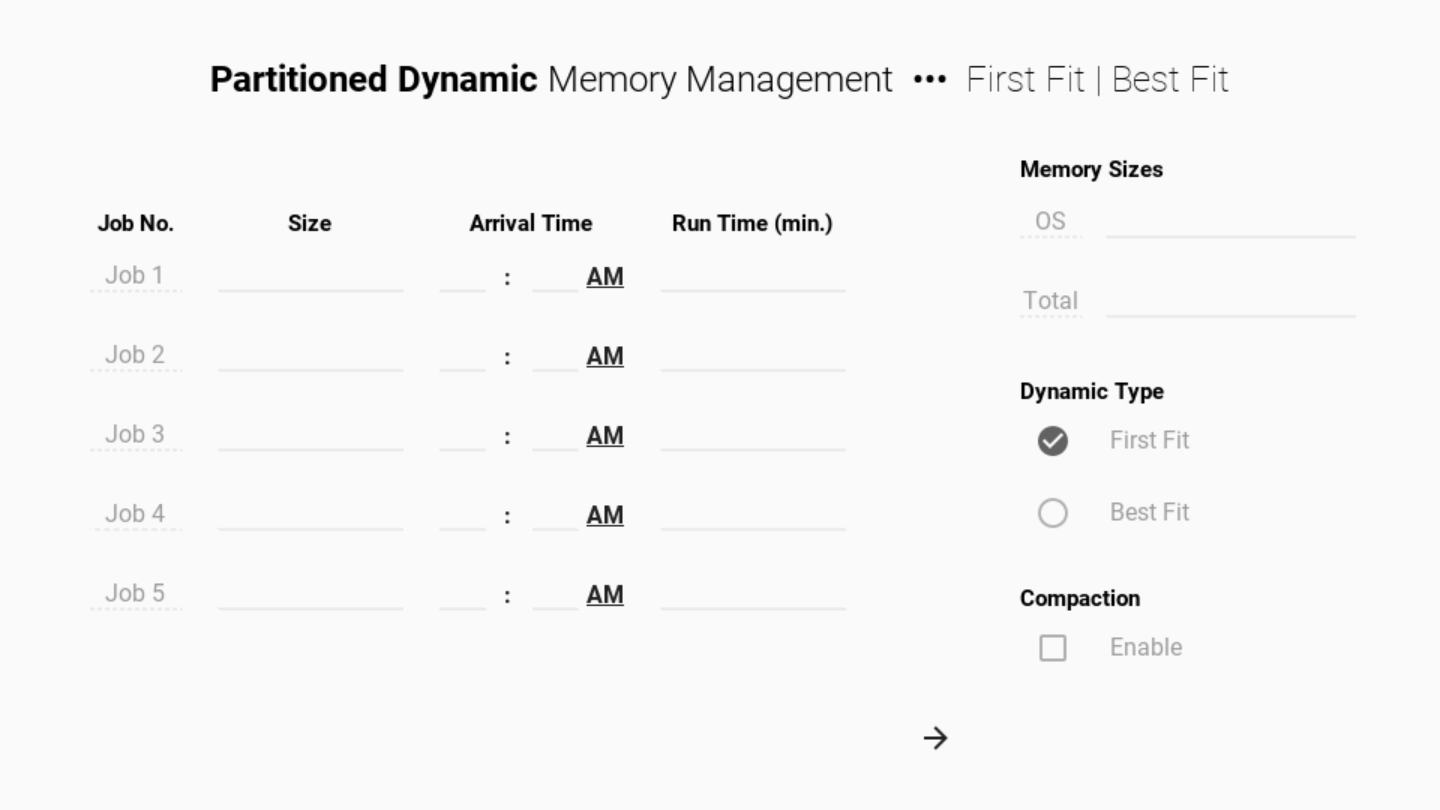 Partitioned Dynamic Memory Management ••• First Fit | Best Fit
Job No. Size Arrival Time Run Time (min.)
Job 1 : AM
Job 2 : AM
Job 3 : AM
Job 4 : AM
Job 5 : AM
Memory Sizes
OS
Total
Dynamic Type
First Fit
Best Fit
Compaction
Enable